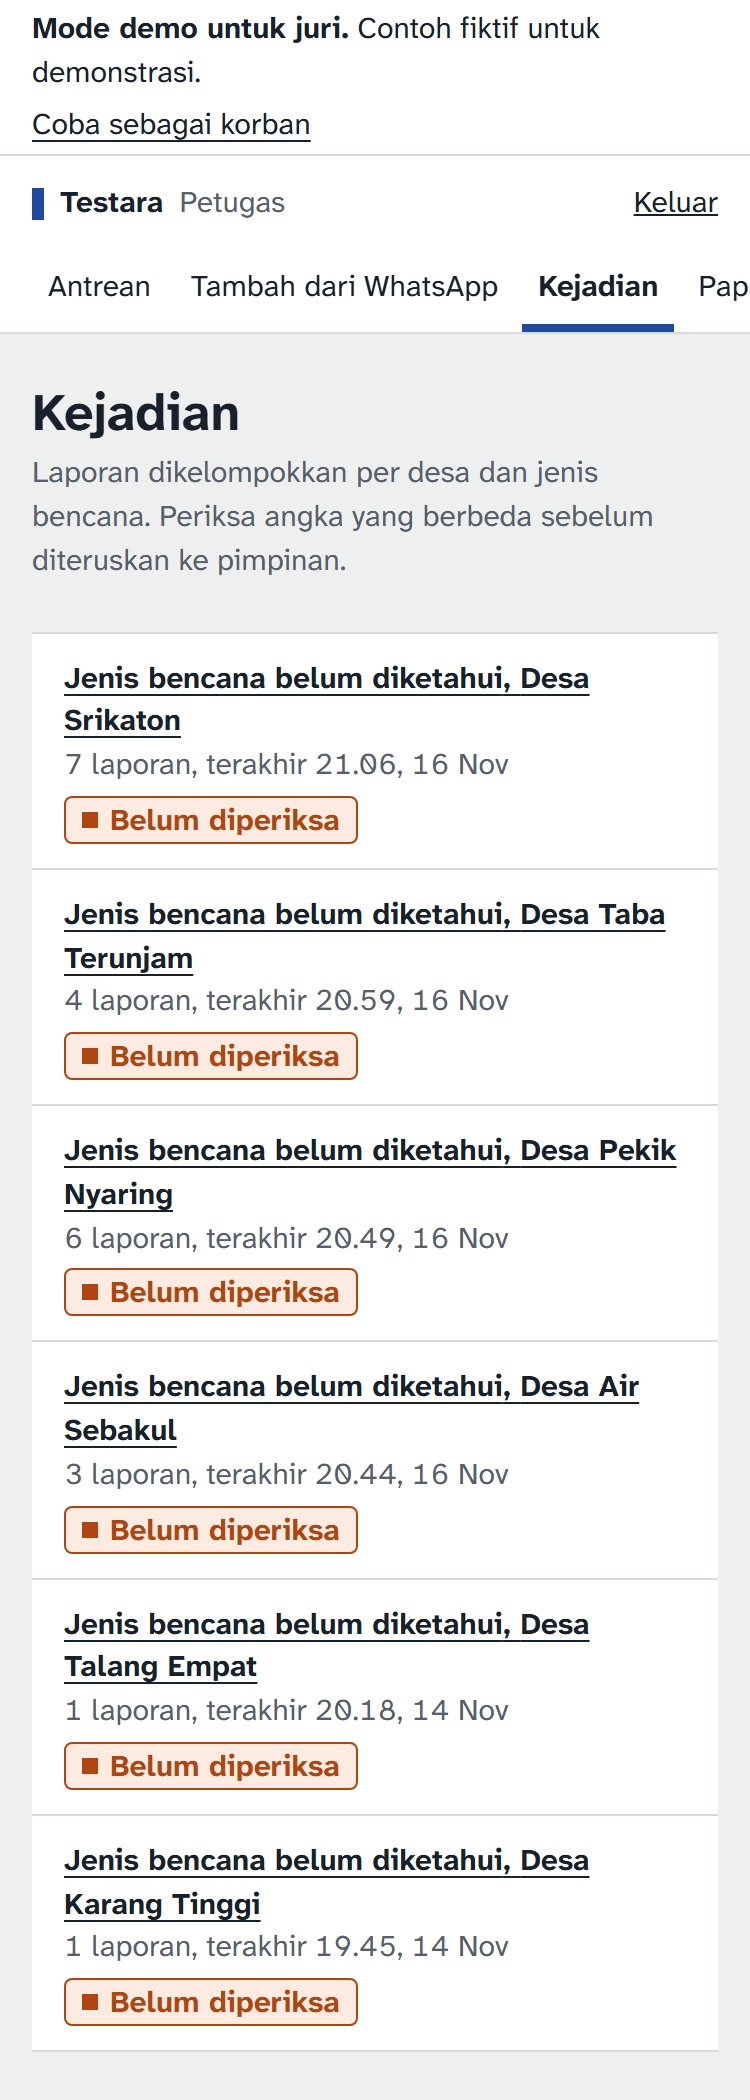 Mode demo untuk juri. Contoh fiktif untuk
demonstrasi.
Coba sebagai korban
Testara Petugas
Keluar
Antrean
Tambah dari WhatsApp
Kejadian
Pap
Kejadian
Laporan dikelompokkan per desa dan jenis
bencana. Periksa angka yang berbeda sebelum
diteruskan ke pimpinan.
Jenis bencana belum diketahui, Desa
Srikaton
7 laporan, terakhir 21.06, 16 Nov
Belum diperiksa
Jenis bencana belum diketahui, Desa Taba
Terunjam
4 laporan, terakhir 20.59, 16 Nov
Belum diperiksa
Jenis bencana belum diketahui, Desa Pekik
Nyaring
6 laporan, terakhir 20.49, 16 Nov
Belum diperiksa
Jenis bencana belum diketahui, Desa Air
Sebakul
3 laporan, terakhir 20.44, 16 Nov
Belum diperiksa
Jenis bencana belum diketahui, Desa
Talang Empat
1 laporan, terakhir 20.18, 14 Nov
Belum diperiksa
Jenis bencana belum diketahui, Desa
Karang Tinggi
1 laporan, terakhir 19.45, 14 Nov
Belum diperiksa